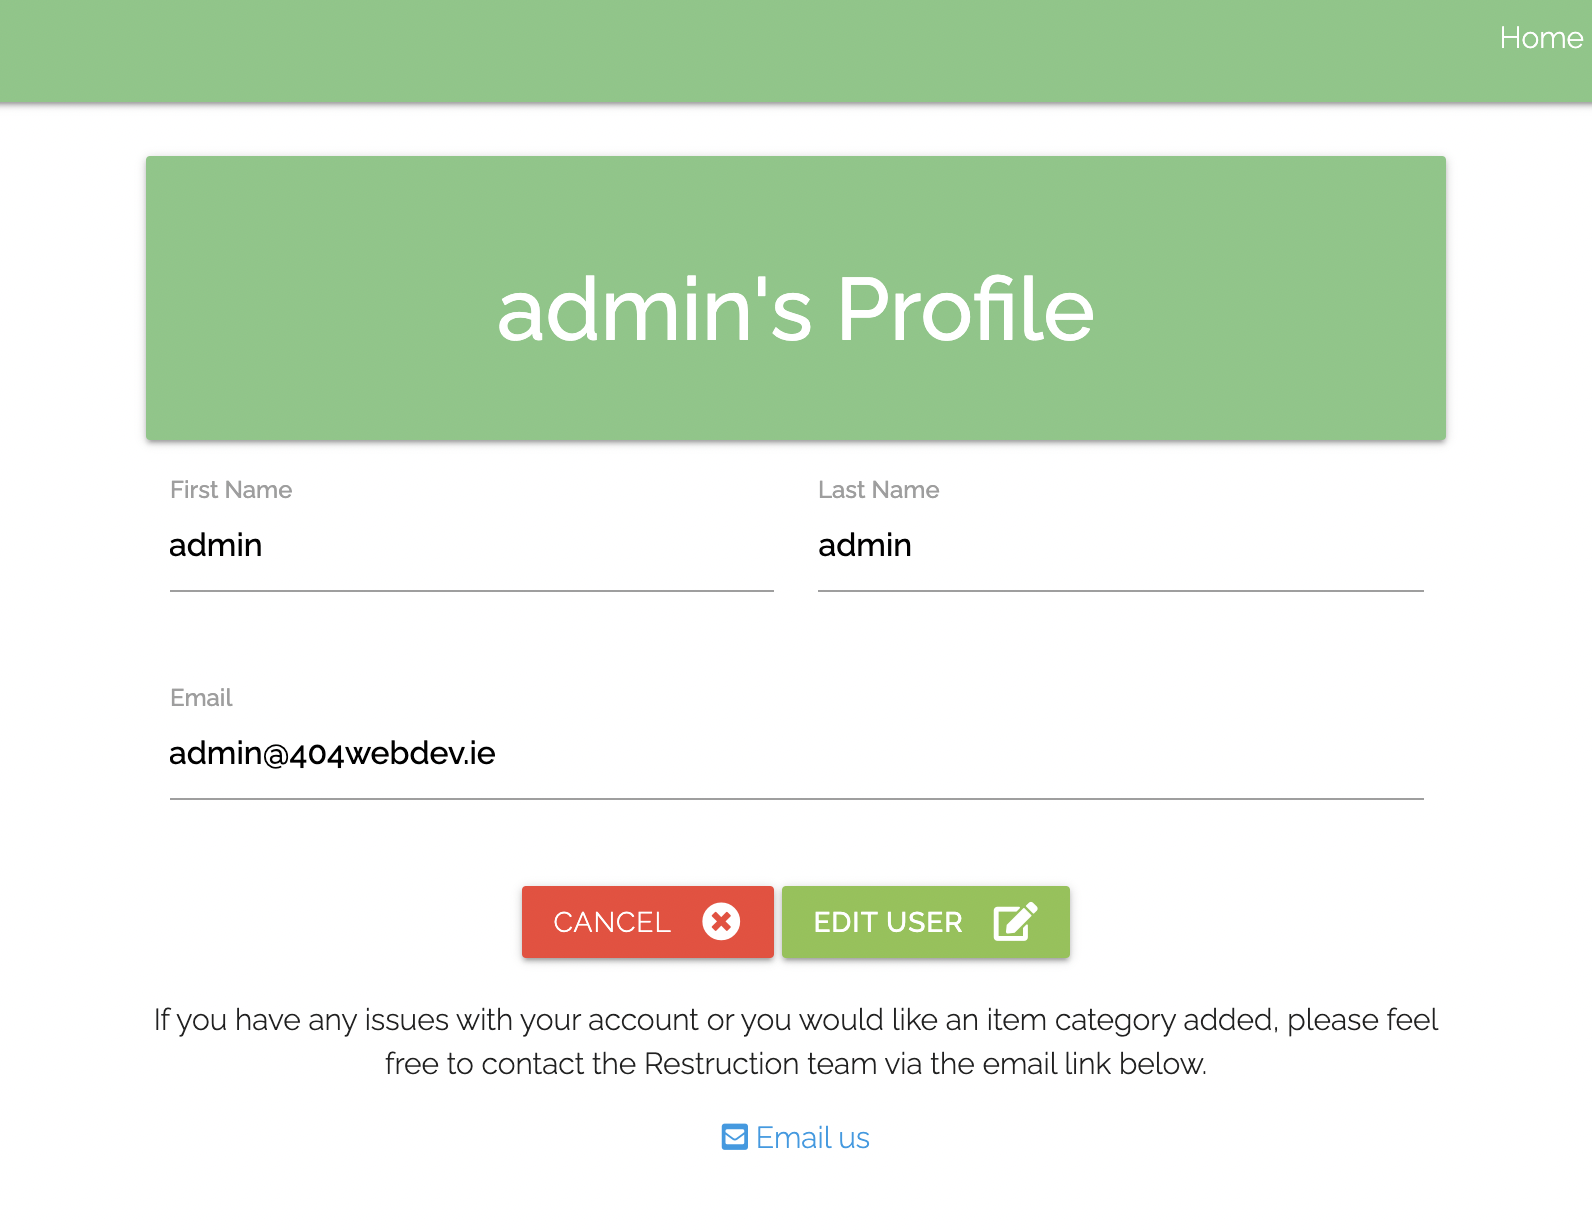 Home
admin's Profile
First Name
Last Name
admin
admin
Email
admin@404webdev.ie
CANCEL
EDIT USER
If you have any issues with your account or you would like an item category added, please feel
free to contact the Restruction team via the email link below.
Email us